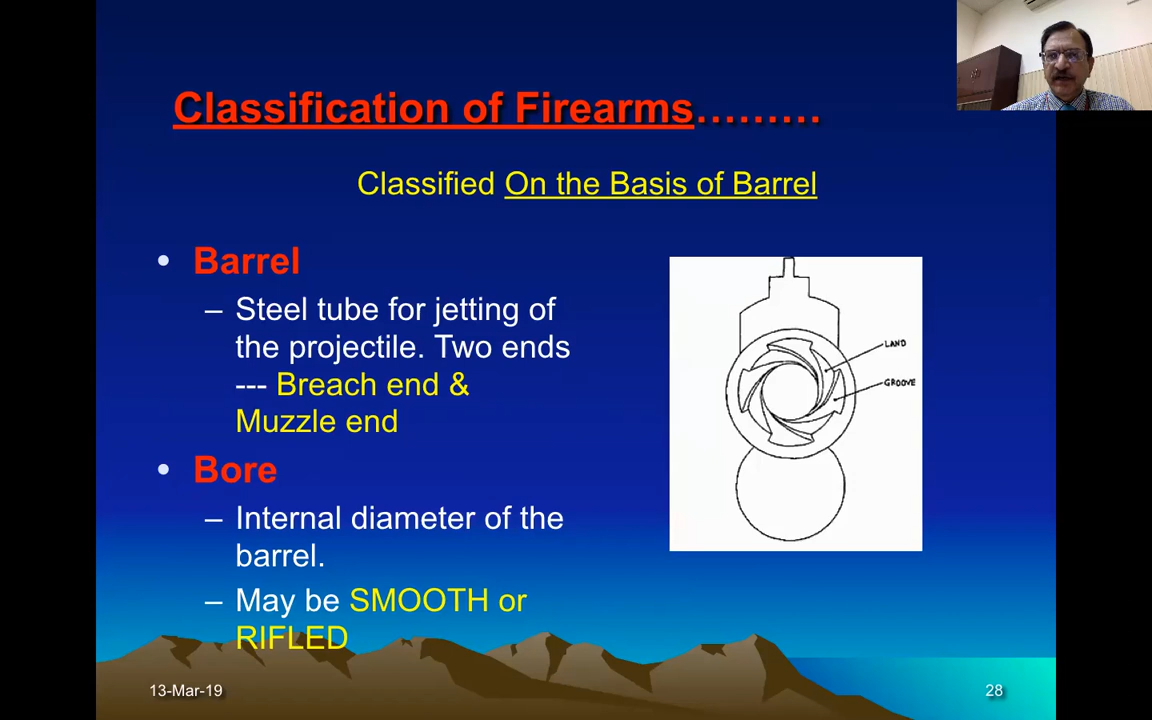 Classification of Firearms.........
Classified On the Basis of Barrel
• Barrel
– Steel tube for jetting of
the projectile. Two ends
--- Breach end &
Muzzle end
• Bore
– Internal diameter of the
barrel.
– May be SMOOTH or
RIFLED
LAND
GROOVE
13-Mar-19
28